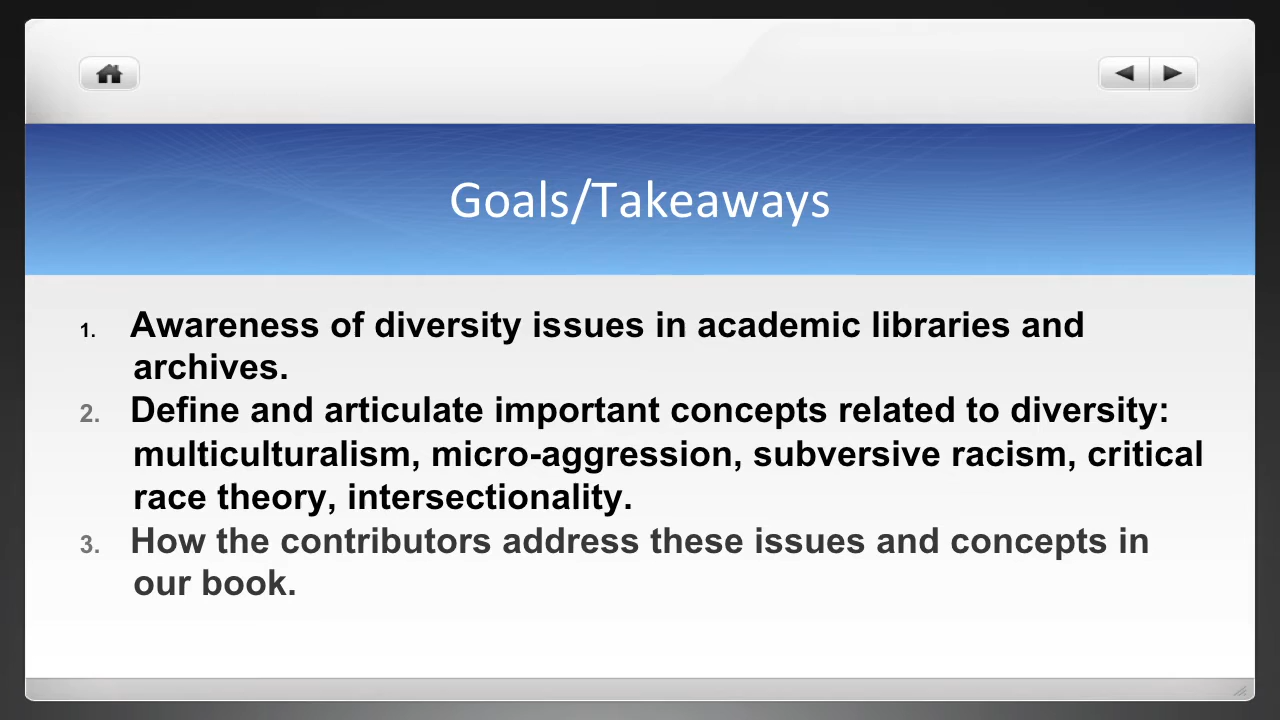 Goals/Takeaways
1. Awareness of diversity issues in academic libraries and
archives.
2. Define and articulate important concepts related to diversity:
multiculturalism, micro-aggression, subversive racism, critical
race theory, intersectionality.
3. How the contributors address these issues and concepts in
our book.